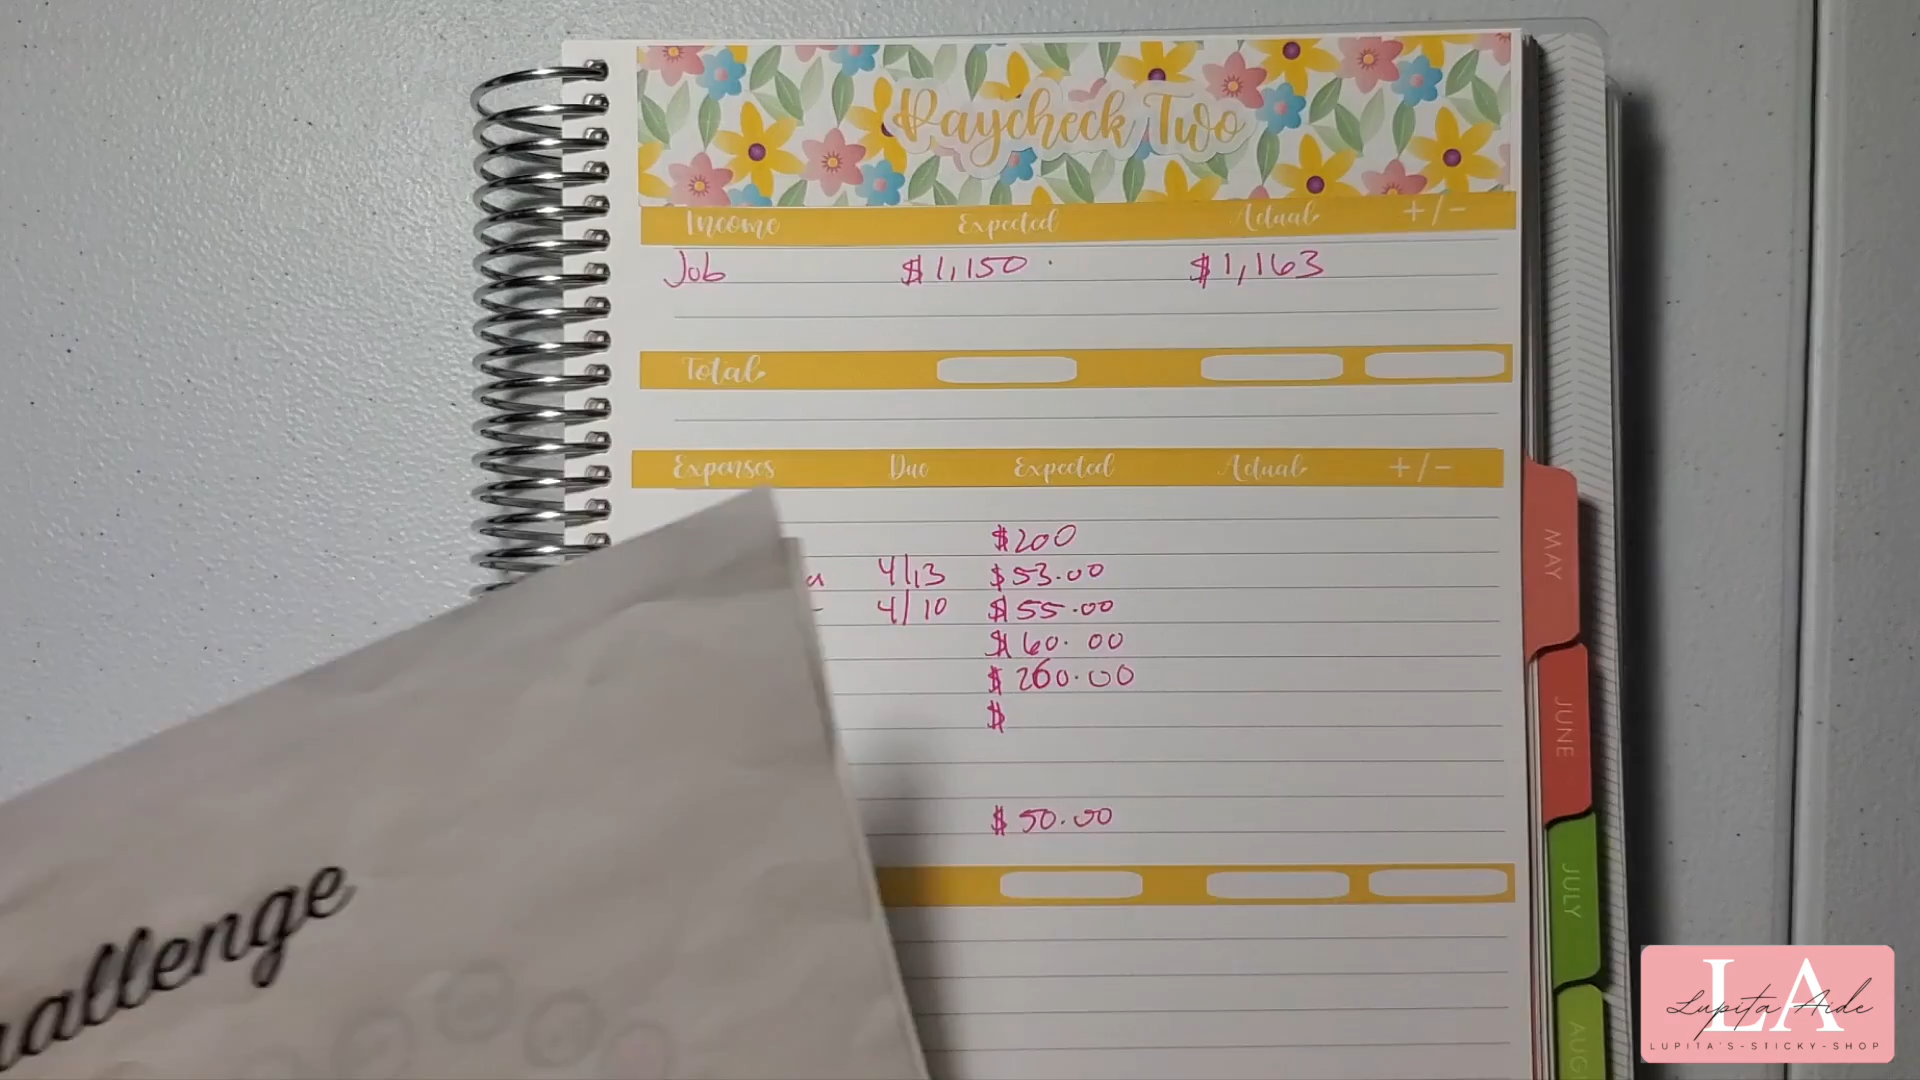 Paycheck Two
Income Expected Actual +/-
Job $1,150 $1,163
Total
Expenses Due Expected Actual +/-
$200
4/13 $53.00
4/10 $55.00
$60.00
$260.00
$
$50.00
MAY
JUNE
JULY
AUG
challenge
LA
Lupita Aide
LUPITA'S-STICKY-SHOP